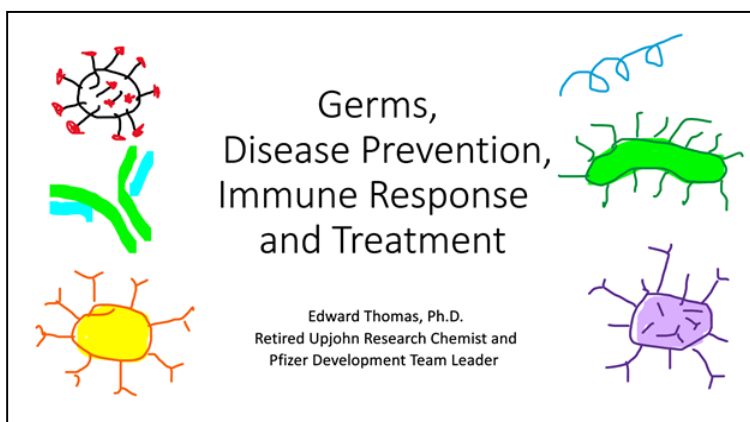 Germs,
Disease Prevention,
Immune Response
and Treatment
Edward Thomas, Ph.D.
Retired Upjohn Research Chemist and
Pfizer Development Team Leader